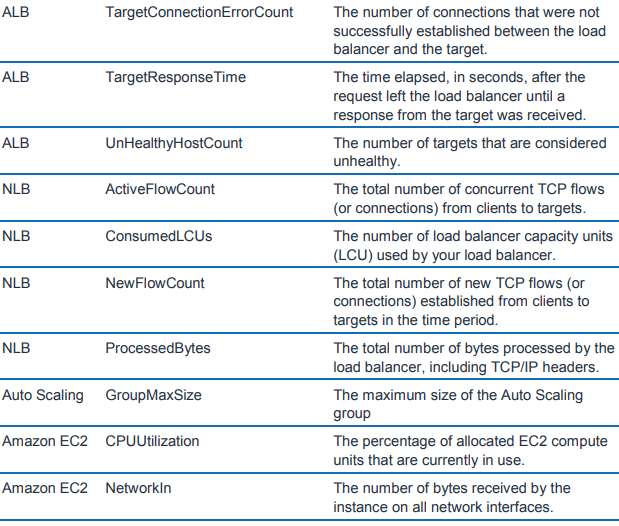 ALB TargetConnectionErrorCount The number of connections that were not
successfully established between the load
balancer and the target.
ALB TargetResponseTime The time elapsed, in seconds, after the
request left the load balancer until a
response from the target was received.
ALB UnHealthyHostCount The number of targets that are considered
unhealthy.
NLB ActiveFlowCount The total number of concurrent TCP flows
(or connections) from clients to targets.
NLB ConsumedLCUs The number of load balancer capacity units
(LCU) used by your load balancer.
NLB NewFlowCount The total number of new TCP flows (or
connections) established from clients to
targets in the time period.
NLB ProcessedBytes The total number of bytes processed by the
load balancer, including TCP/IP headers.
Auto Scaling GroupMaxSize The maximum size of the Auto Scaling
group
Amazon EC2 CPUUtilization The percentage of allocated EC2 compute
units that are currently in use.
Amazon EC2 NetworkIn The number of bytes received by the
instance on all network interfaces.